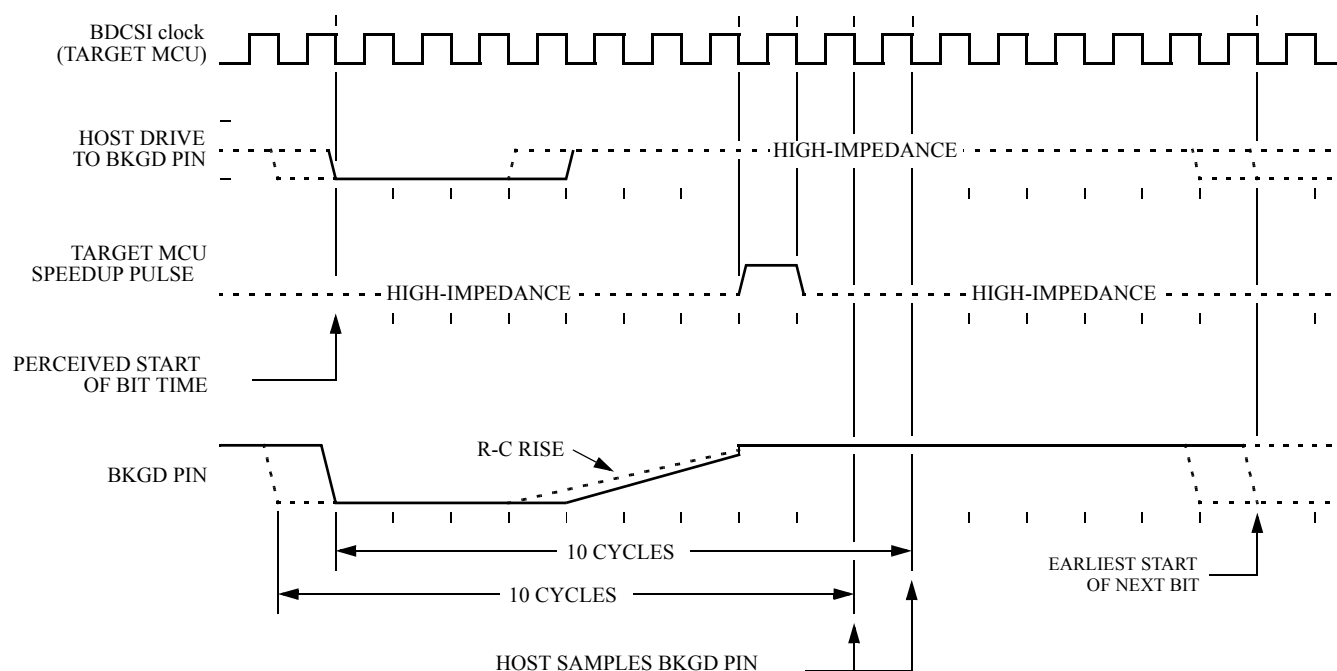 BDCSI clock
(TARGET MCU)
HOST DRIVE
TO BKGD PIN
HIGH-IMPEDANCE
TARGET MCU
SPEEDUP PULSE
HIGH-IMPEDANCE
HIGH-IMPEDANCE
PERCEIVED START
OF BIT TIME
R-C RISE
BKGD PIN
10 CYCLES
EARLIEST START
OF NEXT BIT
10 CYCLES
HOST SAMPLES BKGD PIN